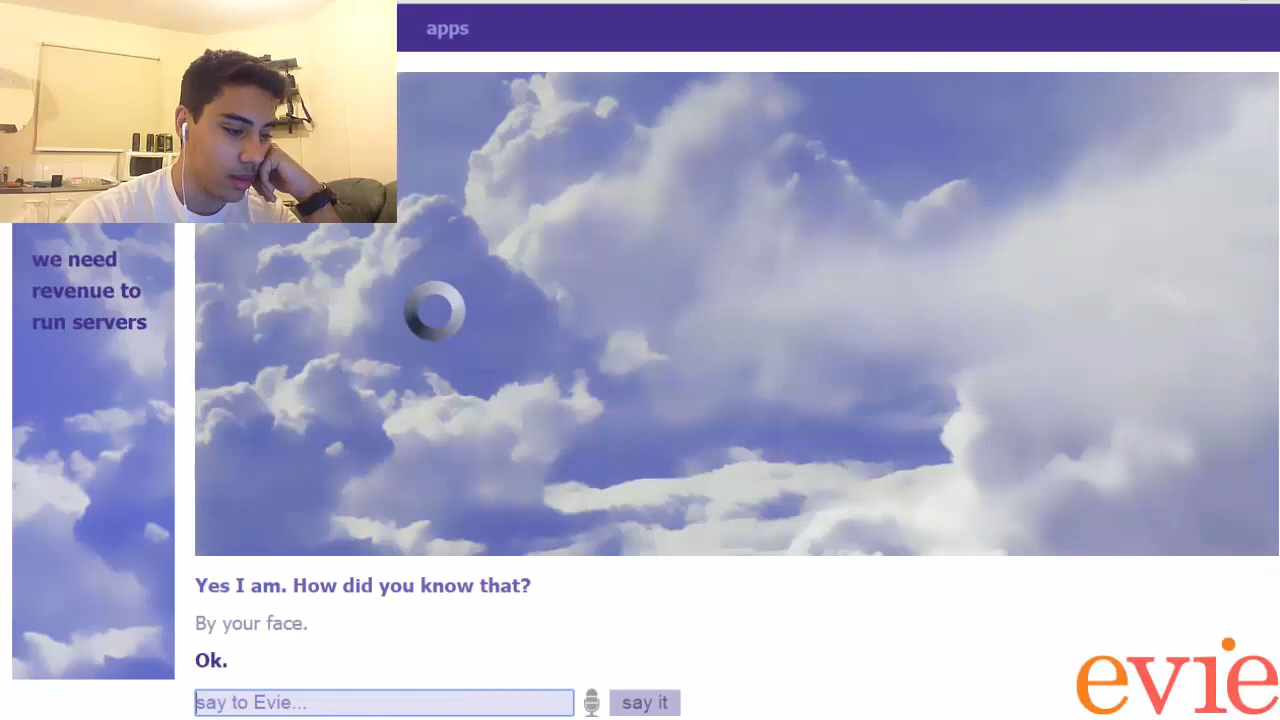 apps
we need
revenue to
run servers
Yes I am. How did you know that?
By your face.
Ok.
say to Evie...
say it
evie